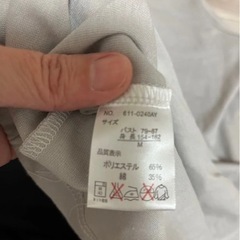 NO. 611-0249AY
サイズ
バスト 79-87
身長 154-162
M
品質表示
ポリエステル 65%
綿 35%